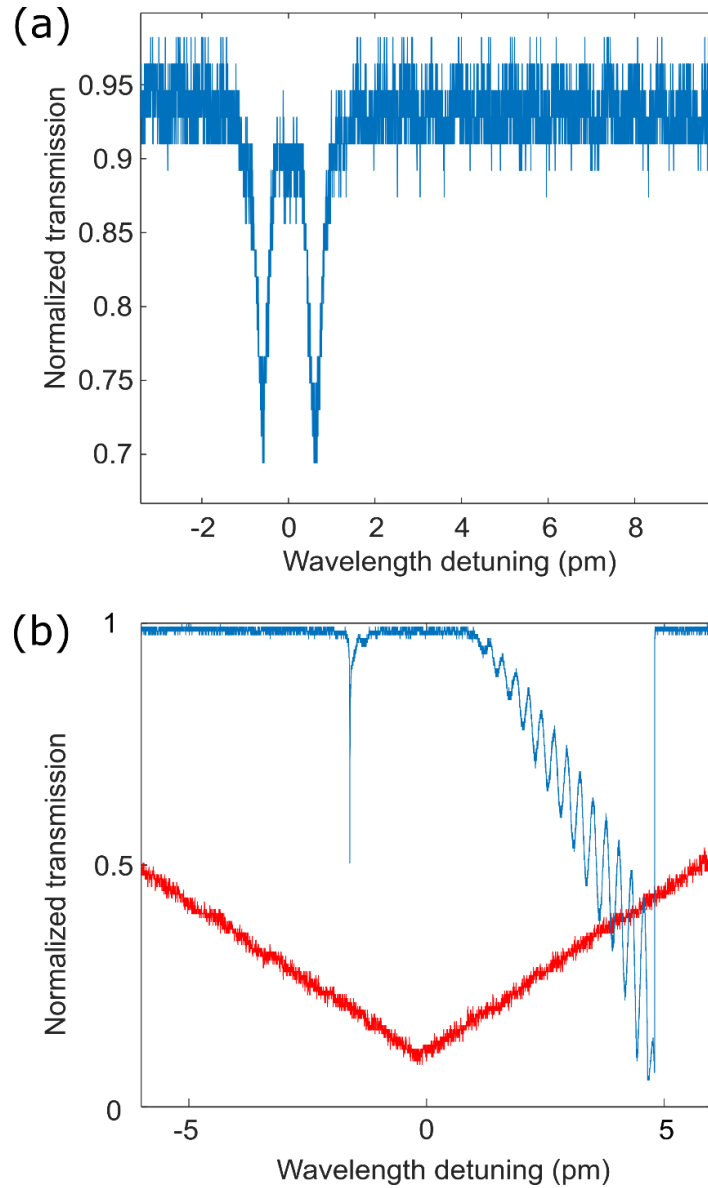 (a)
0.95
0.9
0.85
0.8
0.75
0.7
Normalized transmission
-2 0 2 4 6 8
Wavelength detuning (pm)
(b)
1
0.5
0
Normalized transmission
-5 0 5
Wavelength detuning (pm)